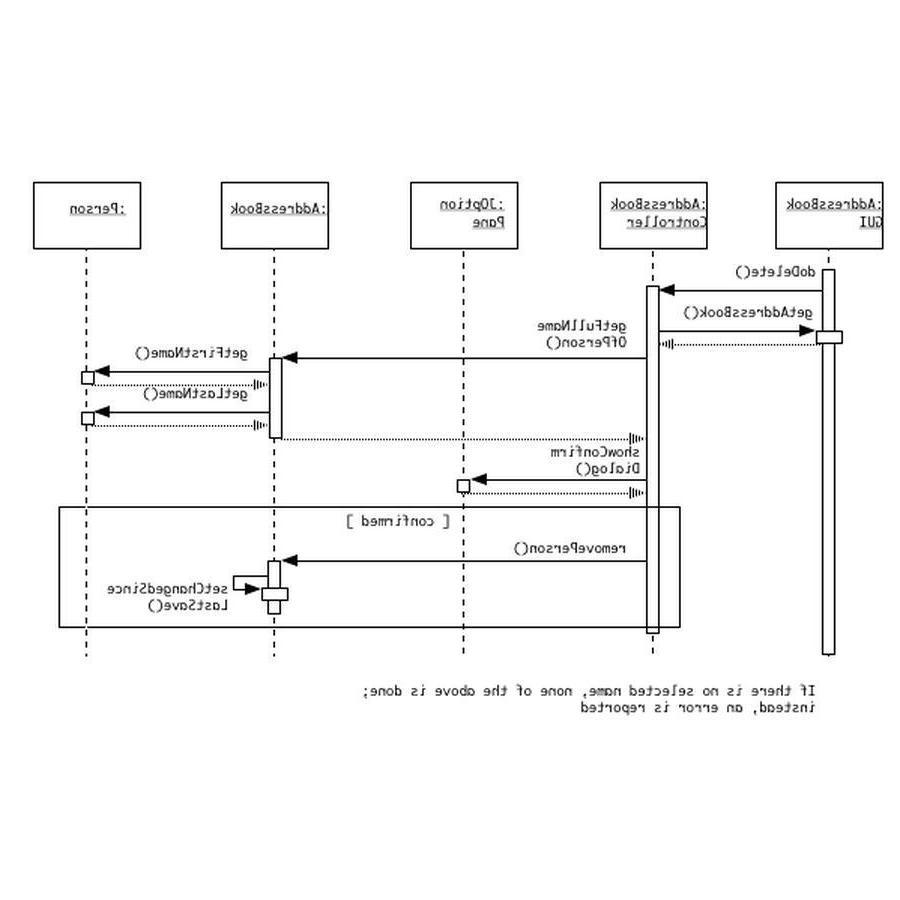 :AddressBook
GUI
:AddressBook
Controller
:JOption
Pane
:AddressBook
:Person
doDelete()
getAddressBook()
getFullName
OfPerson()
getFirstName()
getLastName()
showConfirm
Dialog()
[ confirmed ]
removePerson()
setChangedSince
LastSave()
If there is no selected name, none of the above is done;
instead, an error is reported